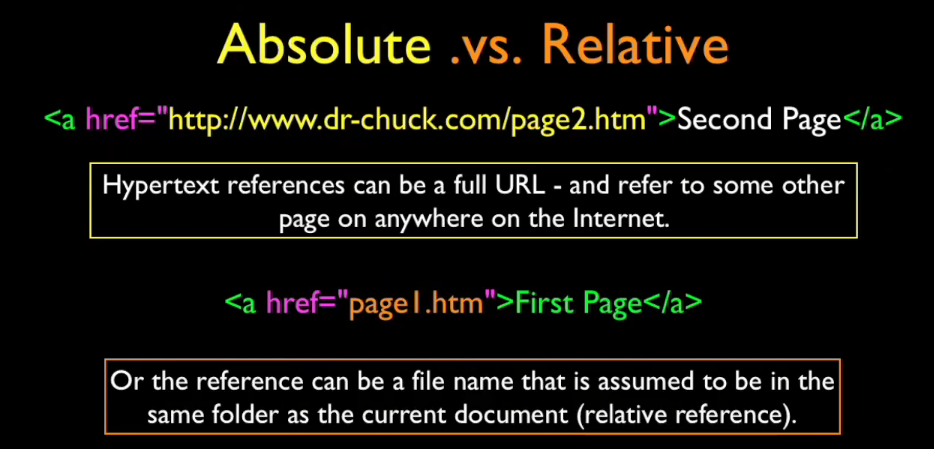 Absolute .vs. Relative
<a href="http://www.dr-chuck.com/page2.htm">Second Page</a>
Hypertext references can be a full URL - and refer to some other
page on anywhere on the Internet.
<a href="page1.htm">First Page</a>
Or the reference can be a file name that is assumed to be in the
same folder as the current document (relative reference).